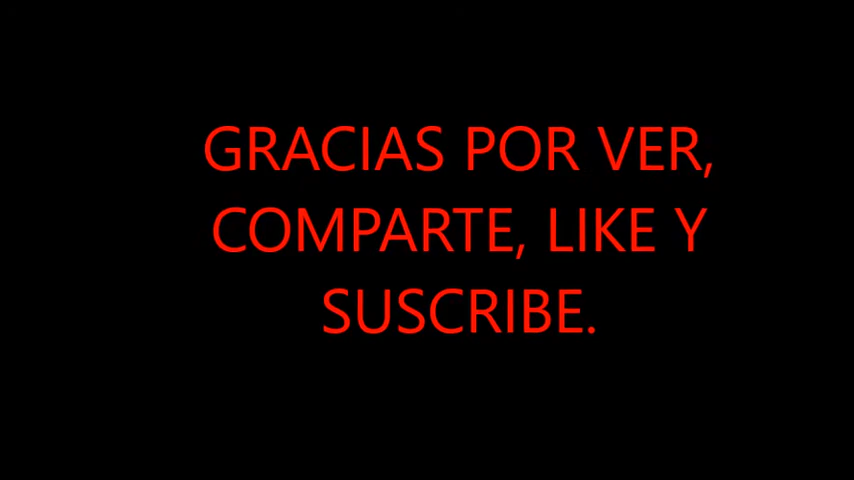 GRACIAS POR VER,
COMPARTE, LIKE Y
SUSCRIBE.